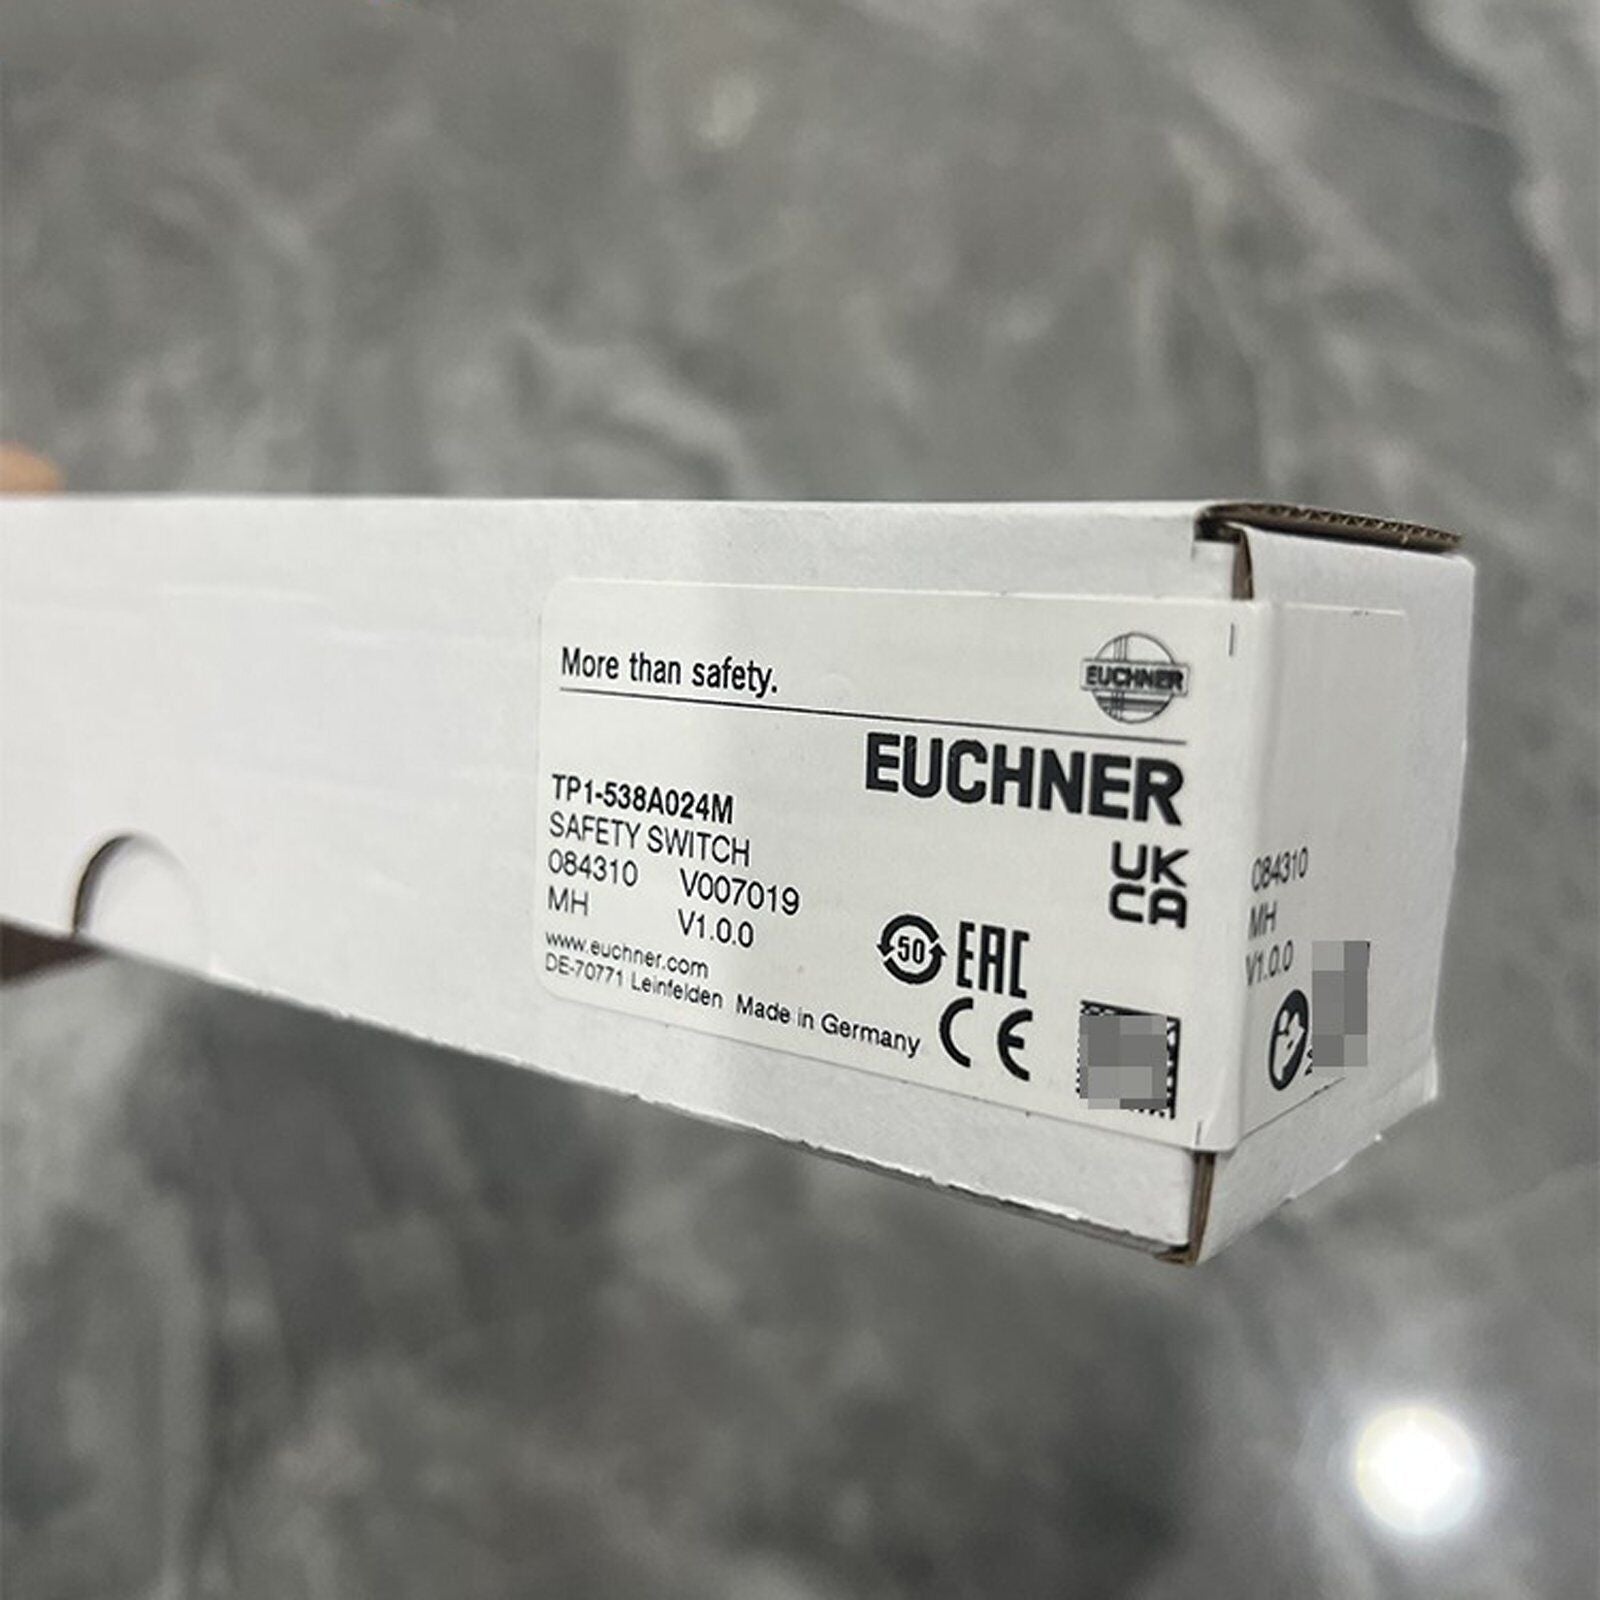 More than safety.
EUCHNER
EUCHNER
TP1-538A024M
SAFETY SWITCH
084310 V007019
MH V1.0.0
www.euchner.com
DE-70771 Leinfelden Made in Germany
50
EAC
CE
UK
CA
084310
MH
V1.0.0